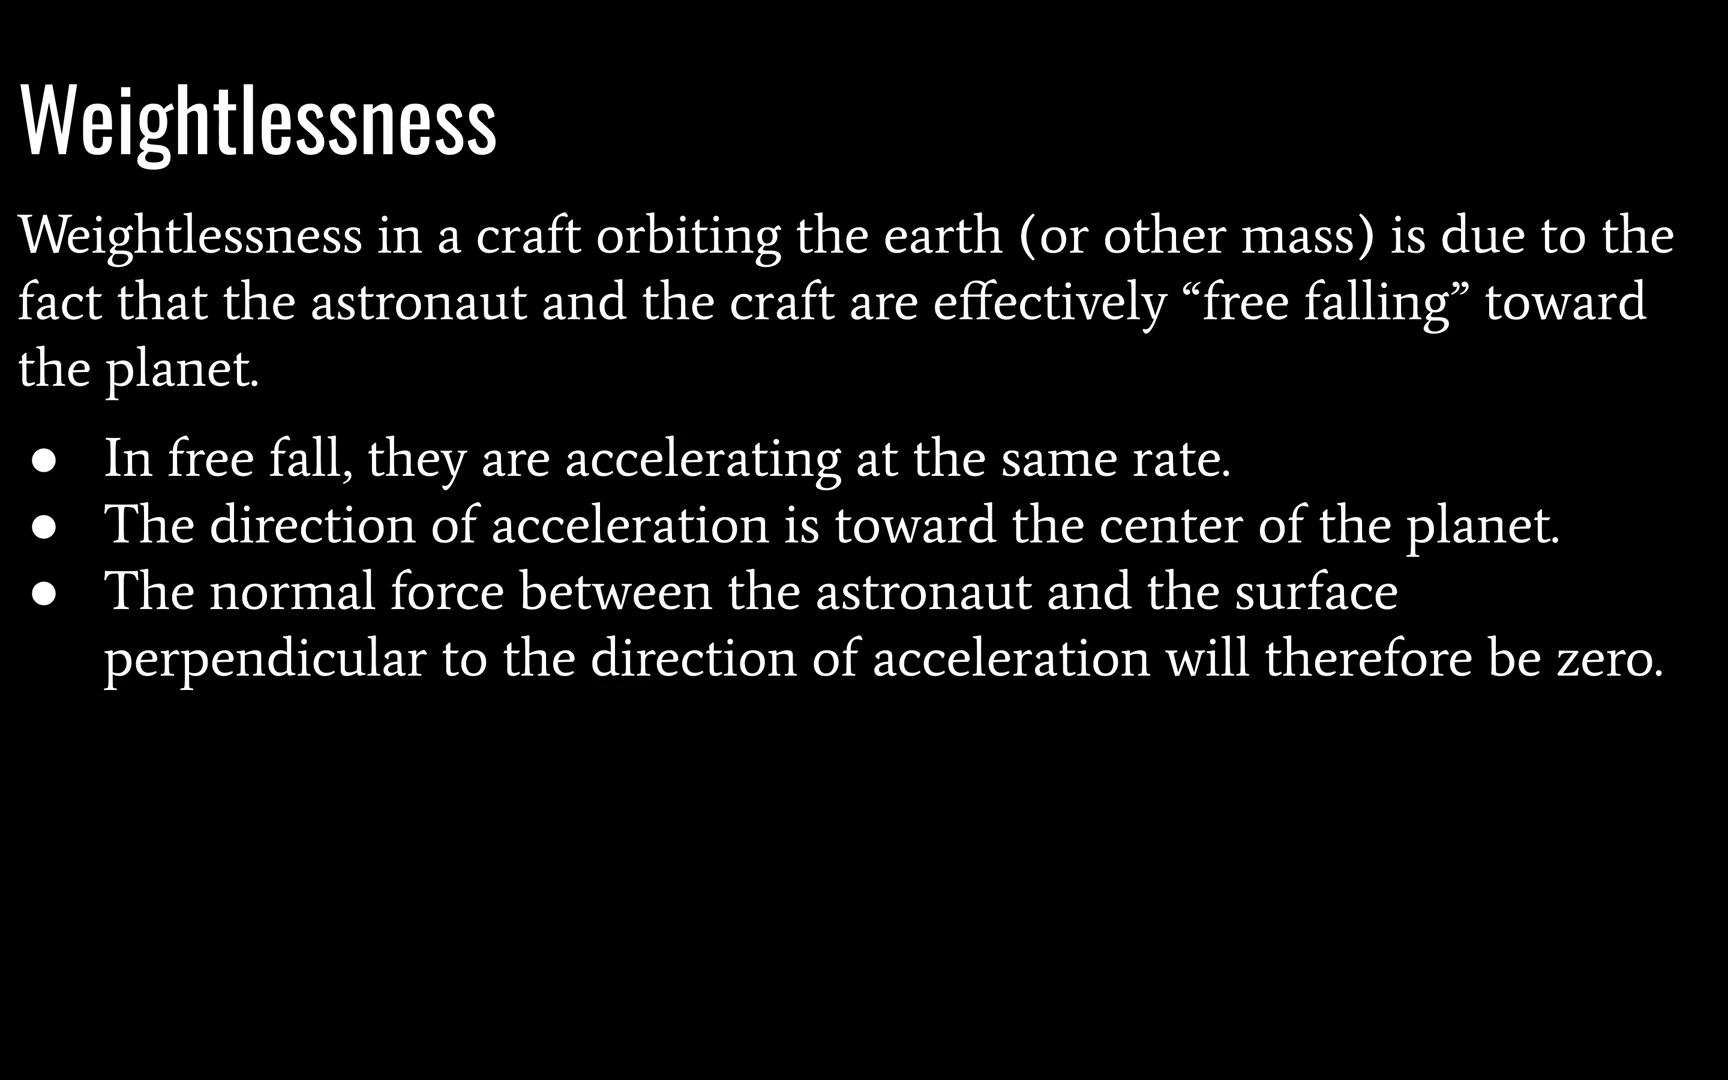 Weightlessness
Weightlessness in a craft orbiting the earth (or other mass) is due to the
fact that the astronaut and the craft are effectively “free falling” toward
the planet.
● In free fall, they are accelerating at the same rate.
● The direction of acceleration is toward the center of the planet.
● The normal force between the astronaut and the surface
perpendicular to the direction of acceleration will therefore be zero.